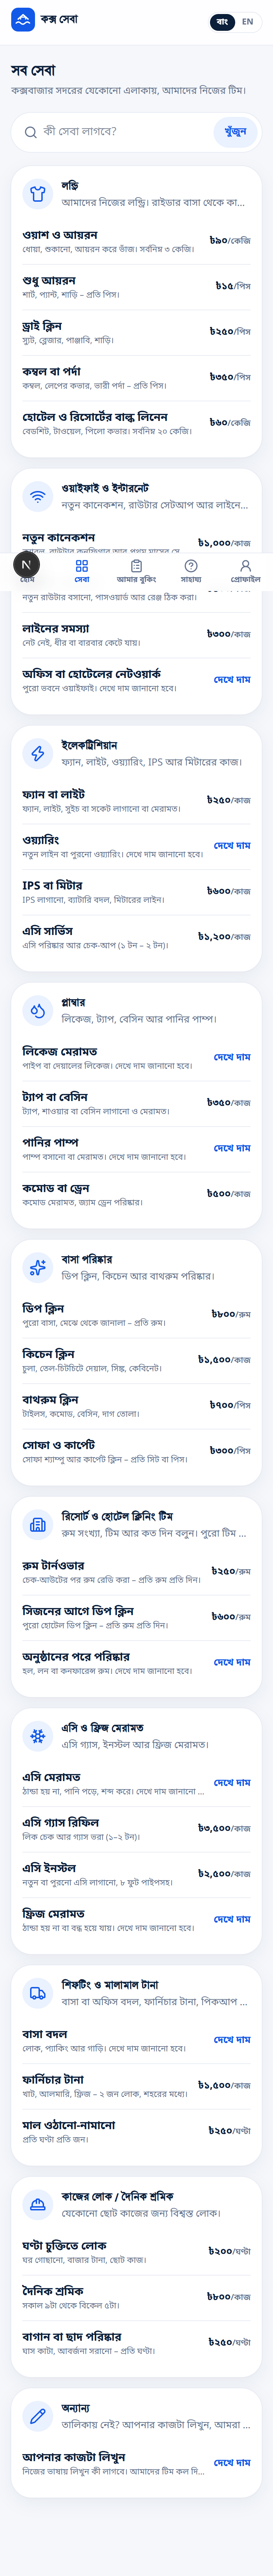 কক্স সেবা
বাং EN
সব সেবা
কক্সবাজার সদরের যেকোনো এলাকায়, আমাদের নিজের টিম।
কী সেবা লাগবে? খুঁজুন
লন্ড্রি
আমাদের নিজের লন্ড্রি। রাইডার বাসা থেকে কা...
ওয়াশ ও আয়রন ৳৯০/কেজি
ধোয়া, শুকানো, আয়রন করে ভাঁজ। সর্বনিম্ন ৩ কেজি।
শুধু আয়রন ৳১৫/পিস
শার্ট, প্যান্ট, শাড়ি – প্রতি পিস।
ড্রাই ক্লিন ৳২৫০/পিস
স্যুট, ব্লেজার, পাঞ্জাবি, শাড়ি।
কম্বল বা পর্দা ৳৩৫০/পিস
কম্বল, লেপের কভার, ভারী পর্দা – প্রতি পিস।
হোটেল ও রিসোর্টের বাল্ক লিনেন ৳৬০/কেজি
বেডশিট, টাওয়েল, পিলো কভার। সর্বনিম্ন ২০ কেজি।
ওয়াইফাই ও ইন্টারনেট
নতুন কানেকশন, রাউটার সেটআপ আর লাইনে...
নতুন কানেকশন ৳১,০০০/কাজ
হোম সেবা আমার বুকিং সাহায্য প্রোফাইল
নতুন রাউটার বসানো, পাসওয়ার্ড আর রেঞ্জ ঠিক করা।
লাইনের সমস্যা ৳৩০০/কাজ
নেট নেই, ধীর বা বারবার কেটে যায়।
অফিস বা হোটেলের নেটওয়ার্ক দেখে দাম
পুরো ভবনে ওয়াইফাই। দেখে দাম জানানো হবে।
ইলেকট্রিশিয়ান
ফ্যান, লাইট, ওয়্যারিং, IPS আর মিটারের কাজ।
ফ্যান বা লাইট ৳২৫০/কাজ
ফ্যান, লাইট, সুইচ বা সকেট লাগানো বা মেরামত।
ওয়্যারিং দেখে দাম
নতুন লাইন বা পুরনো ওয়্যারিং। দেখে দাম জানানো হবে।
IPS বা মিটার ৳৬০০/কাজ
IPS লাগানো, ব্যাটারি বদল, মিটারের লাইন।
এসি সার্ভিস ৳১,২০০/কাজ
এসি পরিষ্কার আর চেক-আপ (১ টন – ২ টন)।
প্লাম্বার
লিকেজ, ট্যাপ, বেসিন আর পানির পাম্প।
লিকেজ মেরামত দেখে দাম
পাইপ বা দেয়ালের লিকেজ। দেখে দাম জানানো হবে।
ট্যাপ বা বেসিন ৳৩৫০/কাজ
ট্যাপ, শাওয়ার বা বেসিন লাগানো ও মেরামত।
পানির পাম্প দেখে দাম
পাম্প বসানো বা মেরামত। দেখে দাম জানানো হবে।
কমোড বা ড্রেন ৳৫০০/কাজ
কমোড মেরামত, জ্যাম ড্রেন পরিষ্কার।
বাসা পরিষ্কার
ডিপ ক্লিন, কিচেন আর বাথরুম পরিষ্কার।
ডিপ ক্লিন ৳৮০০/রুম
পুরো বাসা, মেঝে থেকে জানালা – প্রতি রুম।
কিচেন ক্লিন ৳১,৫০০/কাজ
চুলা, তেল-চিটচিটে দেয়াল, সিঙ্ক, কেবিনেট।
বাথরুম ক্লিন ৳৭০০/পিস
টাইলস, কমোড, বেসিন, দাগ তোলা।
সোফা ও কার্পেট ৳৩০০/পিস
সোফা শ্যাম্পু আর কার্পেট ক্লিন – প্রতি সিট বা পিস।
রিসোর্ট ও হোটেল ক্লিনিং টিম
রুম সংখ্যা, টিম আর কত দিন বলুন। পুরো টিম ...
রুম টার্নওভার ৳২৫০/রুম
চেক-আউটের পর রুম রেডি করা – প্রতি রুম প্রতি দিন।
সিজনের আগে ডিপ ক্লিন ৳৬০০/রুম
পুরো হোটেল ডিপ ক্লিন – প্রতি রুম প্রতি দিন।
অনুষ্ঠানের পরে পরিষ্কার দেখে দাম
হল, লন বা কনফারেন্স রুম। দেখে দাম জানানো হবে।
এসি ও ফ্রিজ মেরামত
এসি গ্যাস, ইনস্টল আর ফ্রিজ মেরামত।
এসি মেরামত দেখে দাম
ঠান্ডা হয় না, পানি পড়ে, শব্দ করে। দেখে দাম জানানো ...
এসি গ্যাস রিফিল ৳৩,৫০০/কাজ
লিক চেক আর গ্যাস ভরা (১–২ টন)।
এসি ইনস্টল ৳২,৫০০/কাজ
নতুন বা পুরনো এসি লাগানো, ৮ ফুট পাইপসহ।
ফ্রিজ মেরামত দেখে দাম
ঠান্ডা হয় না বা বন্ধ হয়ে যায়। দেখে দাম জানানো হবে।
শিফটিং ও মালামাল টানা
বাসা বা অফিস বদল, ফার্নিচার টানা, পিকআপ ...
বাসা বদল দেখে দাম
লোক, প্যাকিং আর গাড়ি। দেখে দাম জানানো হবে।
ফার্নিচার টানা ৳১,৫০০/কাজ
খাট, আলমারি, ফ্রিজ – ২ জন লোক, শহরের মধ্যে।
মাল ওঠানো-নামানো ৳২৫০/ঘণ্টা
প্রতি ঘণ্টা প্রতি জন।
কাজের লোক / দৈনিক শ্রমিক
যেকোনো ছোট কাজের জন্য বিশ্বস্ত লোক।
ঘণ্টা চুক্তিতে লোক ৳২০০/ঘণ্টা
ঘর গোছানো, বাজার টানা, ছোট কাজ।
দৈনিক শ্রমিক ৳৮০০/কাজ
সকাল ৯টা থেকে বিকেল ৫টা।
বাগান বা ছাদ পরিষ্কার ৳২৫০/ঘণ্টা
ঘাস কাটা, আবর্জনা সরানো – প্রতি ঘণ্টা।
অন্যান্য
তালিকায় নেই? আপনার কাজটা লিখুন, আমরা ...
আপনার কাজটা লিখুন দেখে দাম
নিজের ভাষায় লিখুন কী লাগবে। আমাদের টিম কল দি...